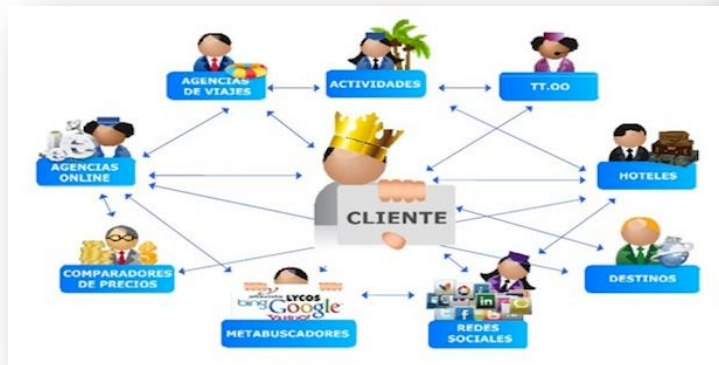 AGENCIAS
DE VIAJES
ACTIVIDADES
TT.OO
AGENCIAS
ONLINE
HOTELES
CLIENTE
COMPARADORES
DE PRECIOS
DESTINOS
LYCOS
bing Google
Yahoo!
METABUSCADORES
REDES
SOCIALES